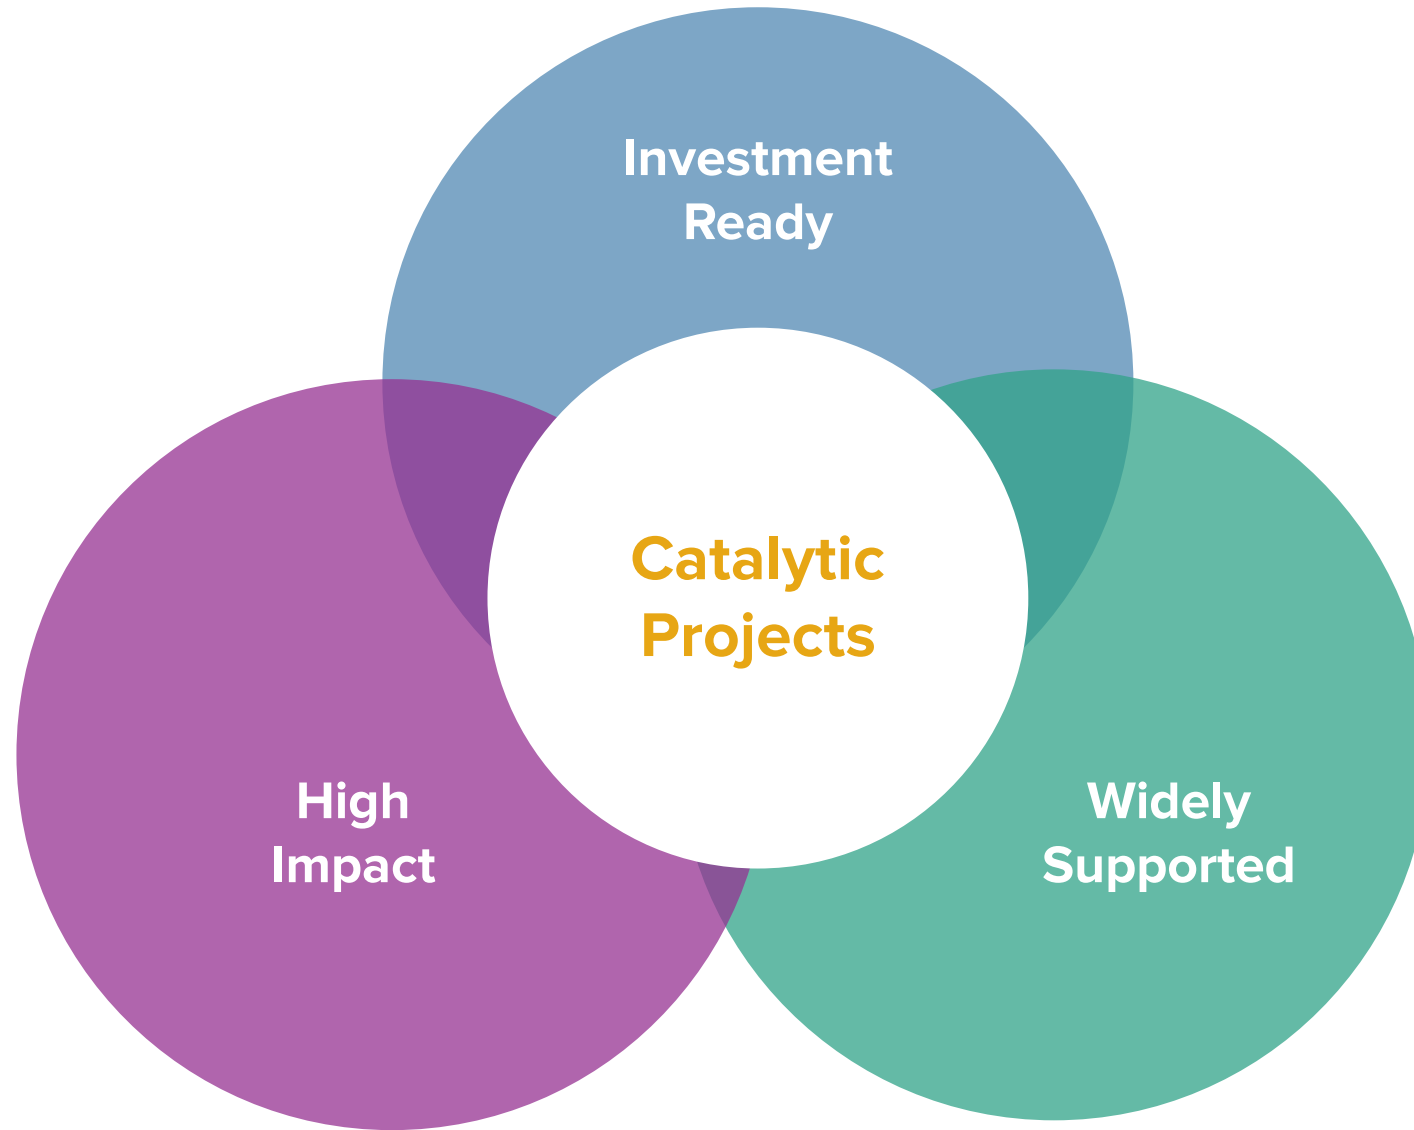 Investment
Ready
Catalytic
Projects
High
Impact
Widely
Supported